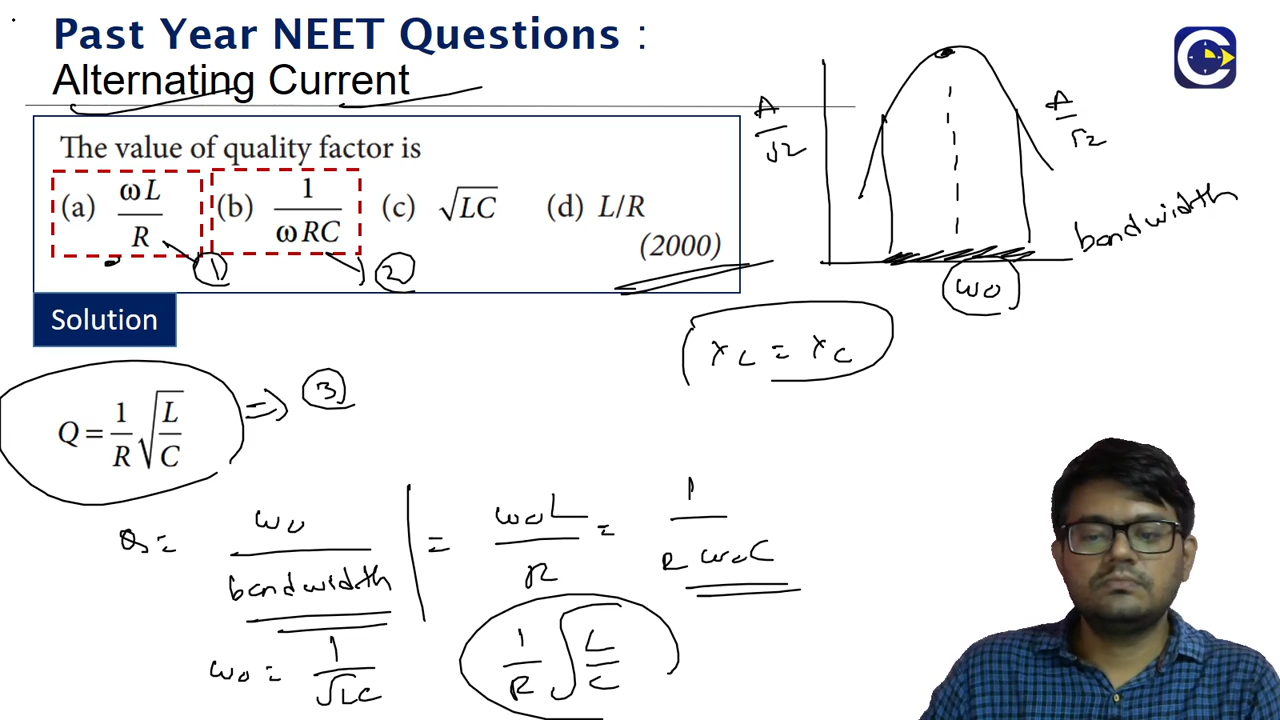 Past Year NEET Questions :
Alternating Current
The value of quality factor is
(a) ωL/R (b) 1/ωRC (c) √LC (d) L/R
(2000)
1 2
Solution
Q = 1/R √L/C ⇒ 3
A/√2 A/√2
bandwidth
ω0
XL = XC
Q = ω0/bandwidth = ω0L/R = 1/Rω0C
ω0 = 1/√LC 1/R √L/C